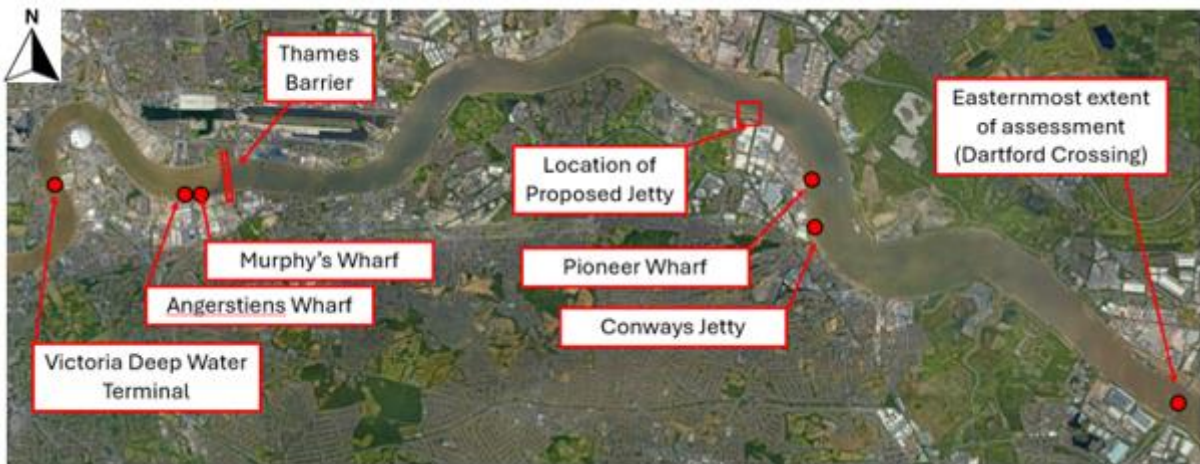 N
Thames
Barrier
Easternmost extent
of assessment
(Dartford Crossing)
Location of
Proposed Jetty
Murphy's Wharf
Pioneer Wharf
Angerstiens Wharf
Conways Jetty
Victoria Deep Water
Terminal